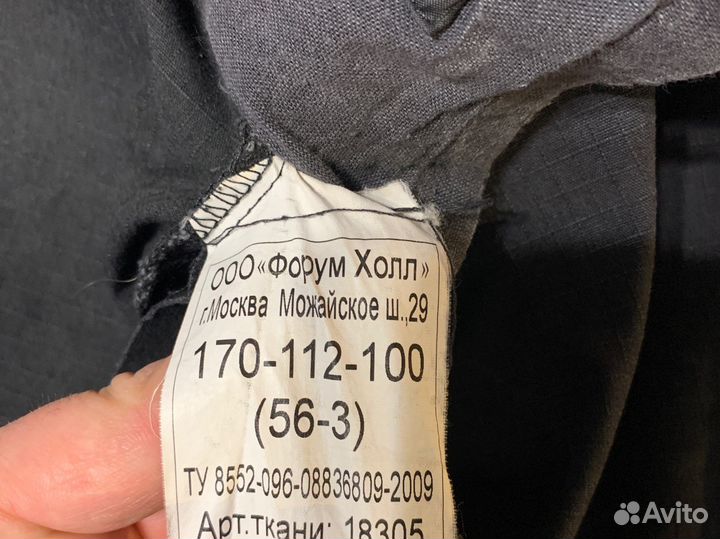 ООО «Форум Холл»
г.Москва Можайское ш.,29
170-112-100
(56-3)
ТУ 8552-096-08836809-2009
Арт.ткани: 18305
Avito